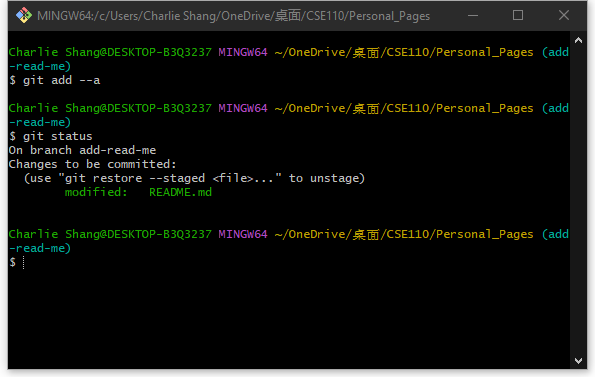 MINGW64:/c/Users/Charlie Shang/OneDrive/桌面/CSE110/Personal_Pages
Charlie Shang@DESKTOP-B3Q3237 MINGW64 ~/OneDrive/桌面/CSE110/Personal_Pages (add
-read-me)
$ git add --a
Charlie Shang@DESKTOP-B3Q3237 MINGW64 ~/OneDrive/桌面/CSE110/Personal_Pages (add
-read-me)
$ git status
On branch add-read-me
Changes to be committed:
  (use "git restore --staged <file>..." to unstage)
        modified:   README.md
Charlie Shang@DESKTOP-B3Q3237 MINGW64 ~/OneDrive/桌面/CSE110/Personal_Pages (add
-read-me)
$